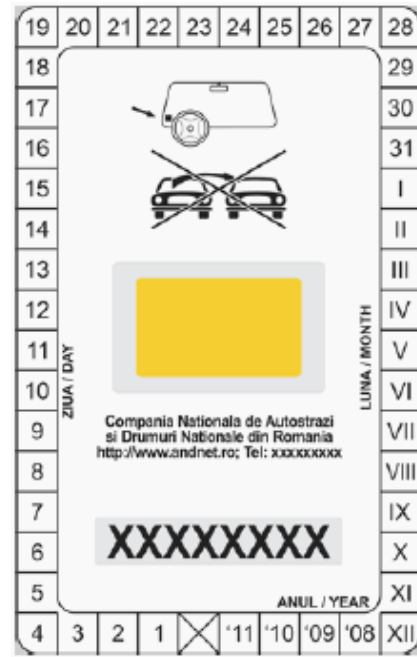 19 20 21 22 23 24 25 26 27 28
18 29
17 30
16 31
15 I
14 II
13 III
12 IV
11 V
10 VI
9 VII
8 VIII
7 IX
6 X
5 XI
4 3 2 1 '11 '10 '09 '08 XII
ZIUA / DAY
LUNA / MONTH
Compania Nationala de Autostrazi
si Drumuri Nationale din Romania
http://www.andnet.ro; Tel: xxxxxxxxx
XXXXXXXX
ANUL / YEAR